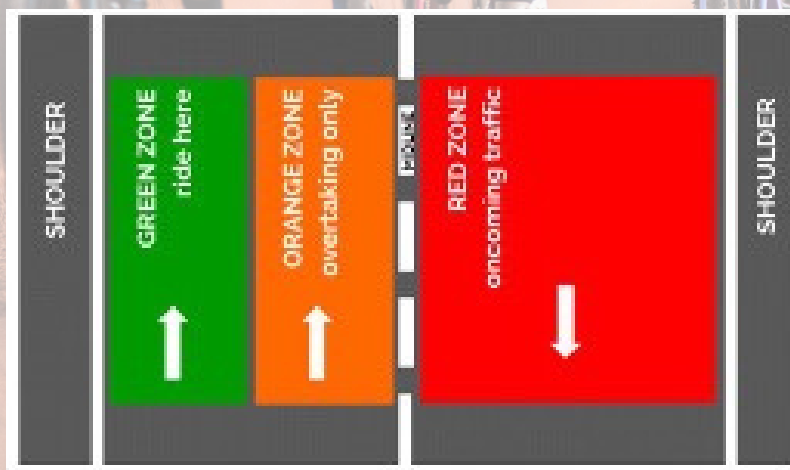 SHOULDER
GREEN ZONE
ride here
ORANGE ZONE
overtaking only
RED ZONE
oncoming traffic
SHOULDER